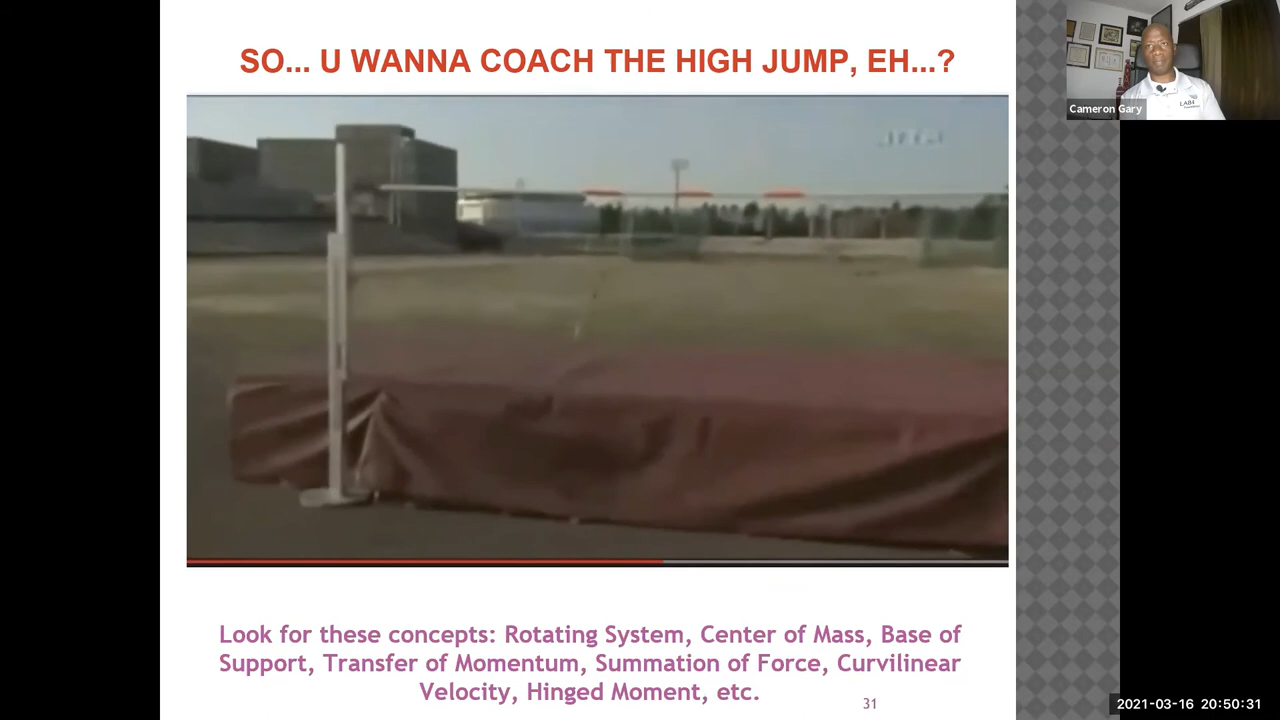 SO... U WANNA COACH THE HIGH JUMP, EH...?
Cameron Gary
Look for these concepts: Rotating System, Center of Mass, Base of
Support, Transfer of Momentum, Summation of Force, Curvilinear
Velocity, Hinged Moment, etc.
31
2021-03-16 20:50:31